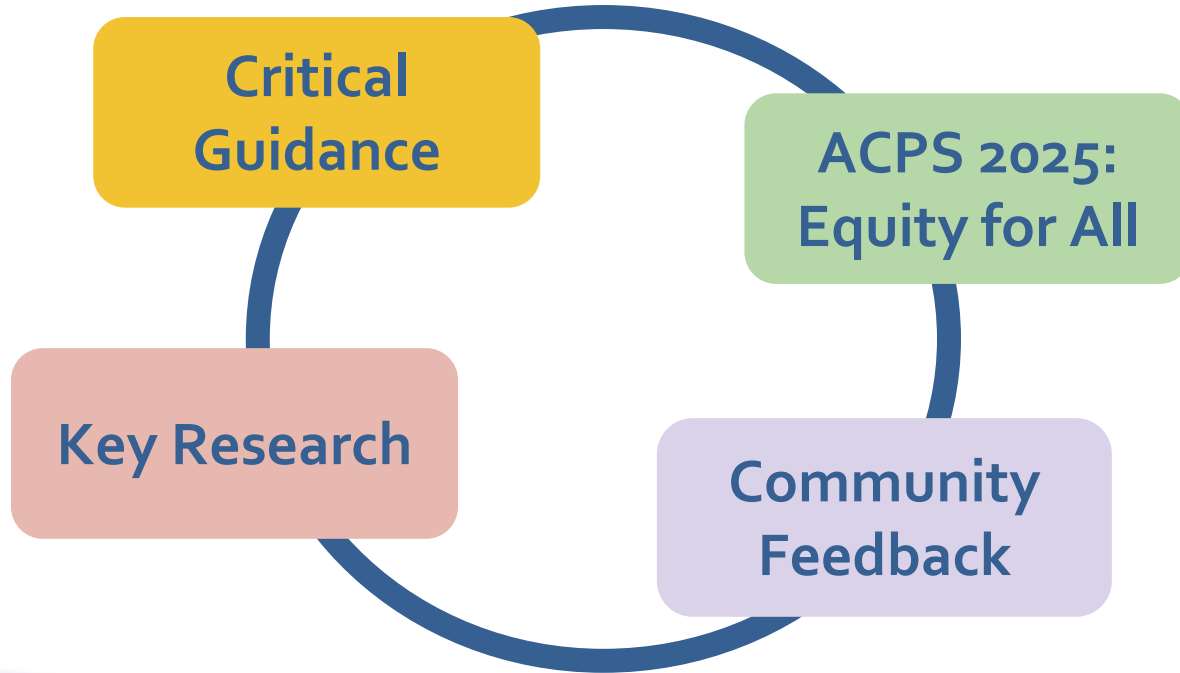 Critical
Guidance
ACPS 2025:
Equity for All
Key Research
Community
Feedback